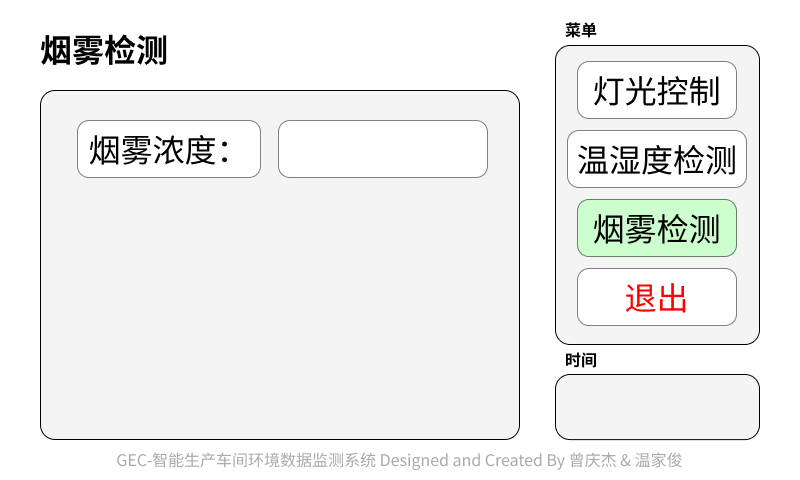 烟雾检测
烟雾浓度：
菜单
灯光控制
温湿度检测
烟雾检测
退出
时间
GEC-智能生产车间环境数据监测系统 Designed and Created By 曾庆杰 & 温家俊